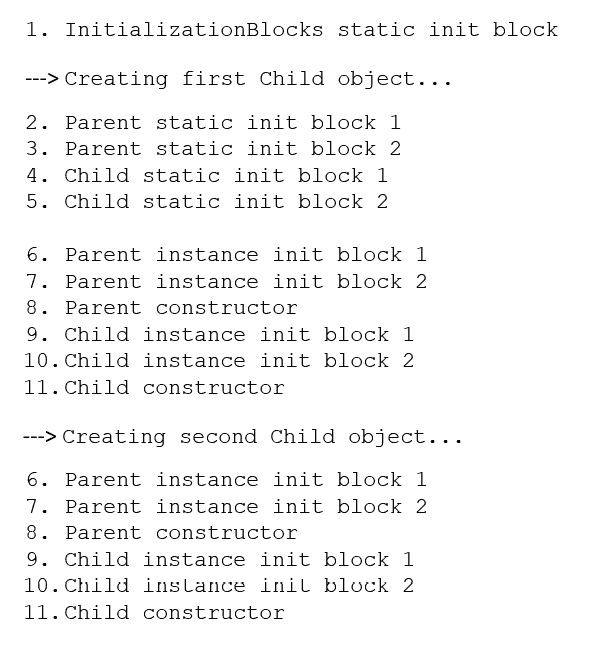 1. InitializationBlocks static init block
---> Creating first Child object...
2. Parent static init block 1
3. Parent static init block 2
4. Child static init block 1
5. Child static init block 2
6. Parent instance init block 1
7. Parent instance init block 2
8. Parent constructor
9. Child instance init block 1
10. Child instance init block 2
11. Child constructor
---> Creating second Child object...
6. Parent instance init block 1
7. Parent instance init block 2
8. Parent constructor
9. Child instance init block 1
10. Child instance init block 2
11. Child constructor